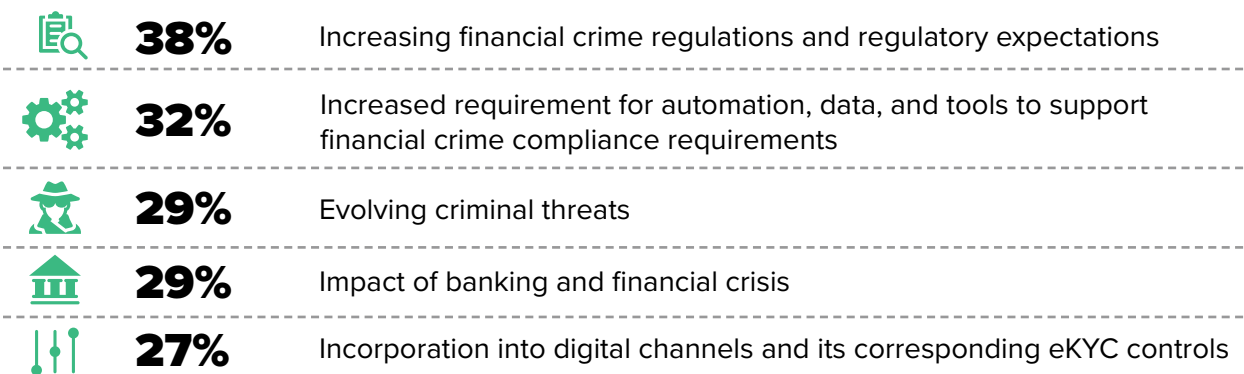 38% Increasing financial crime regulations and regulatory expectations
32% Increased requirement for automation, data, and tools to support
financial crime compliance requirements
29% Evolving criminal threats
29% Impact of banking and financial crisis
27% Incorporation into digital channels and its corresponding eKYC controls